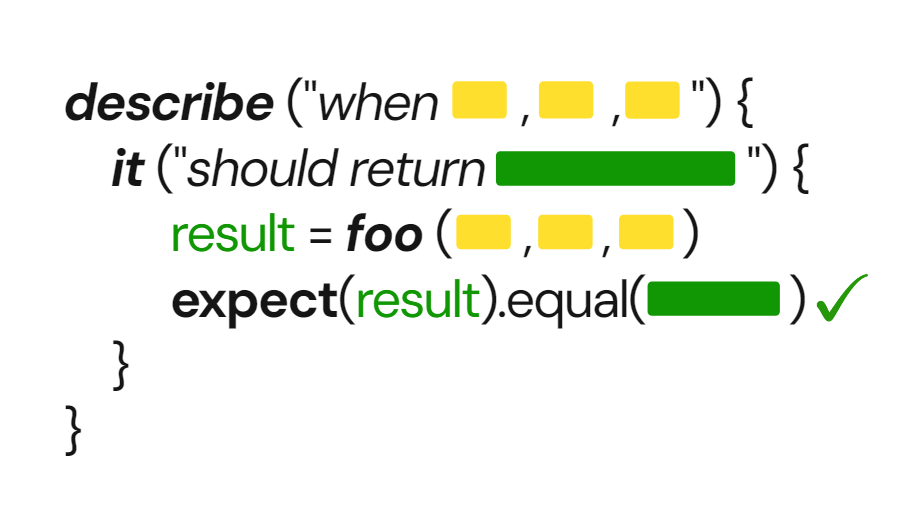 describe ("when , , ") {
it ("should return ") {
result = foo ( , , )
expect(result).equal( ) ✓
}
}